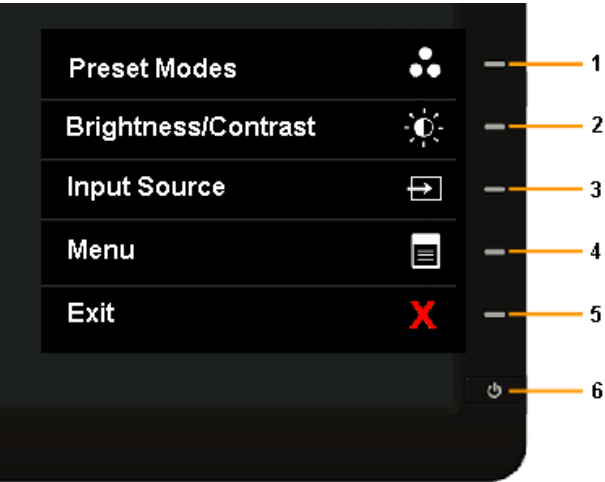 Preset Modes 1
Brightness/Contrast 2
Input Source 3
Menu 4
Exit X 5
6